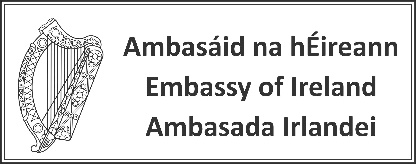 Ambasáid na hÉireann
Embassy of Ireland
Ambasada Irlandei